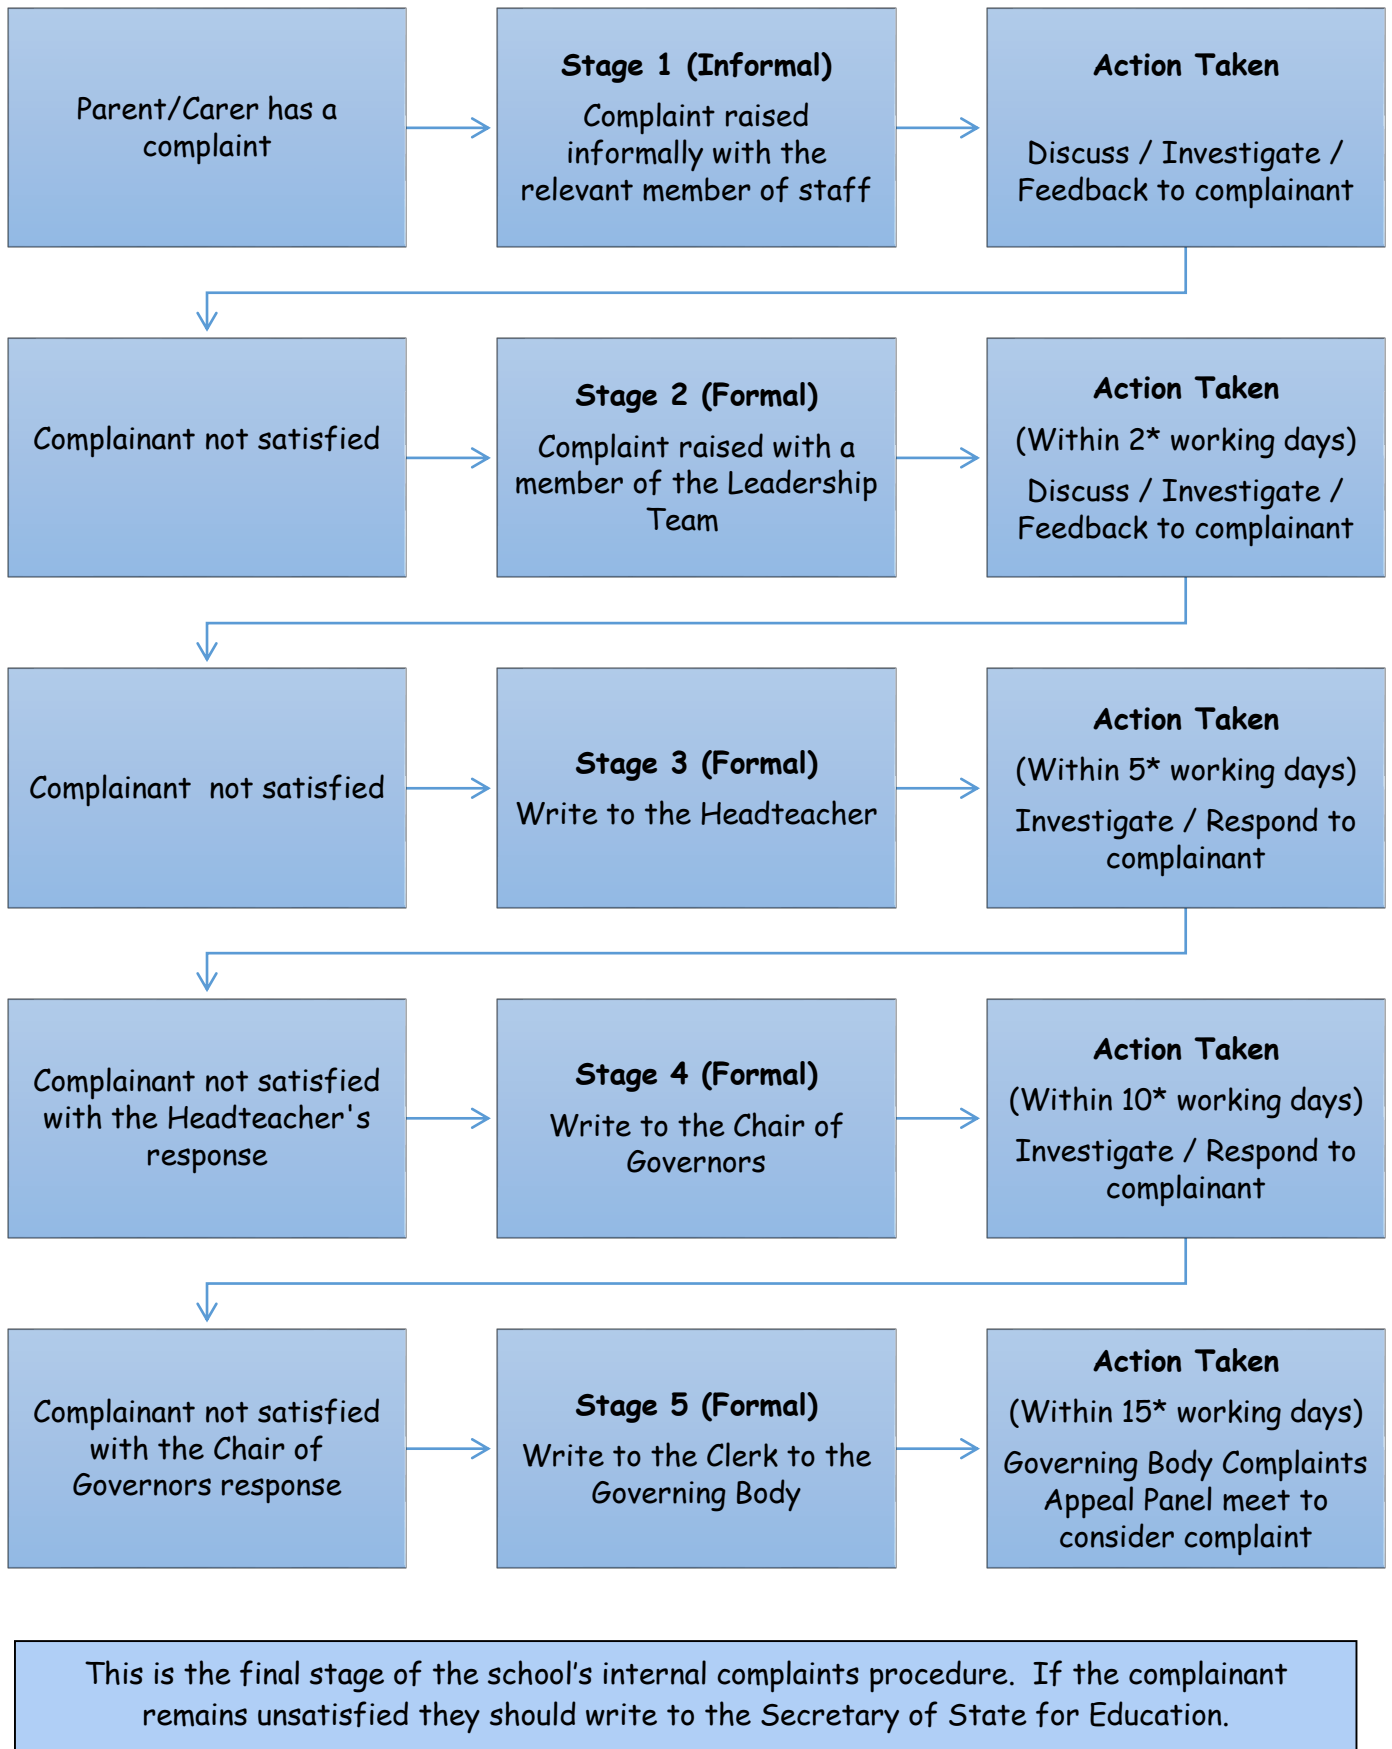 Parent/Carer has a
complaint
Stage 1 (Informal)
Complaint raised
informally with the
relevant member of staff
Action Taken
Discuss / Investigate /
Feedback to complainant
Complainant not satisfied
Stage 2 (Formal)
Complaint raised with a
member of the Leadership
Team
Action Taken
(Within 2* working days)
Discuss / Investigate /
Feedback to complainant
Complainant  not satisfied
Stage 3 (Formal)
Write to the Headteacher
Action Taken
(Within 5* working days)
Investigate / Respond to
complainant
Complainant not satisfied
with the Headteacher's
response
Stage 4 (Formal)
Write to the Chair of
Governors
Action Taken
(Within 10* working days)
Investigate / Respond to
complainant
Complainant not satisfied
with the Chair of
Governors response
Stage 5 (Formal)
Write to the Clerk to the
Governing Body
Action Taken
(Within 15* working days)
Governing Body Complaints
Appeal Panel meet to
consider complaint
This is the final stage of the school’s internal complaints procedure.  If the complainant
remains unsatisfied they should write to the Secretary of State for Education.